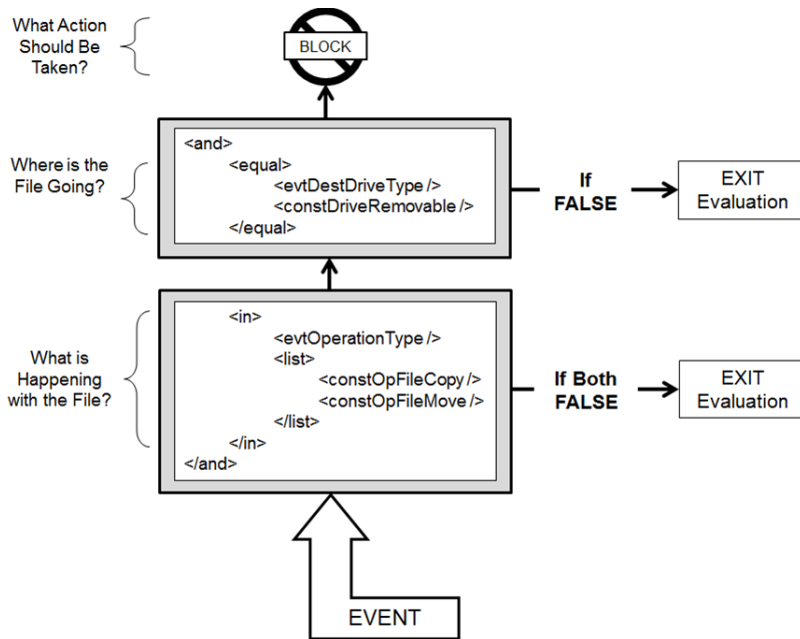 What Action
Should Be
Taken?
BLOCK
Where is the
File Going?
<and>
<equal>
<evtDestDriveType />
<constDriveRemovable />
</equal>
If
FALSE
EXIT
Evaluation
What is
Happening
with the File?
<in>
<evtOperationType />
<list>
<constOpFileCopy />
<constOpFileMove />
</list>
</in>
</and>
If Both
FALSE
EXIT
Evaluation
EVENT